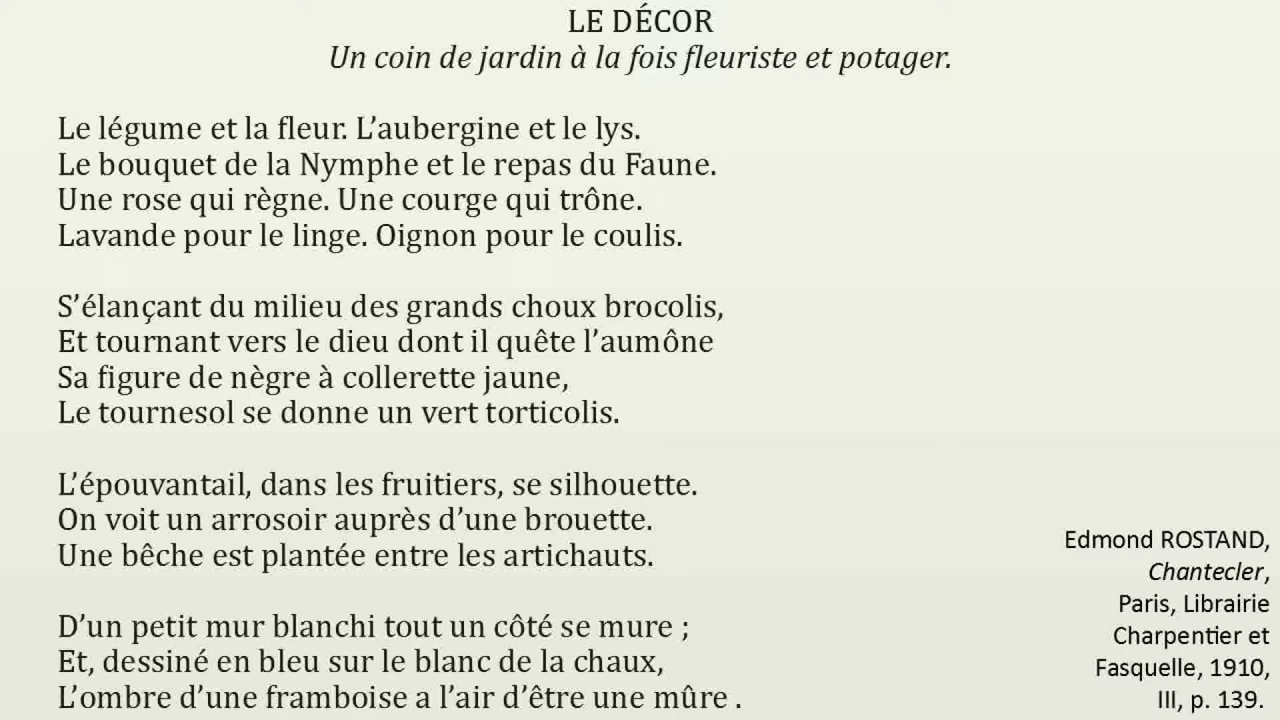 LE DÉCOR
Un coin de jardin à la fois fleuriste et potager.
Le légume et la fleur. L’aubergine et le lys.
Le bouquet de la Nymphe et le repas du Faune.
Une rose qui règne. Une courge qui trône.
Lavande pour le linge. Oignon pour le coulis.
S’élançant du milieu des grands choux brocolis,
Et tournant vers le dieu dont il quête l’aumône
Sa figure de nègre à collerette jaune,
Le tournesol se donne un vert torticolis.
L’épouvantail, dans les fruitiers, se silhouette.
On voit un arrosoir auprès d’une brouette.
Une bêche est plantée entre les artichauts.
D’un petit mur blanchi tout un côté se mure ;
Et, dessiné en bleu sur le blanc de la chaux,
L’ombre d’une framboise a l’air d’être une mûre .
Edmond ROSTAND,
Chantecler,
Paris, Librairie
Charpentier et
Fasquelle, 1910,
III, p. 139.